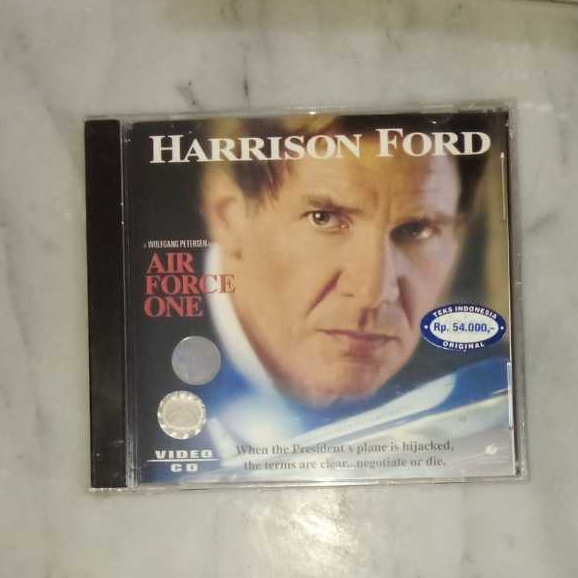 HARRISON FORD
WOLFGANG PETERSEN
AIR
FORCE
ONE
TEKS INDONESIA
Rp. 54.000,-
ORIGINAL
VIDEO
CD
When the President's plane is hijacked,
the terms are clear...negotiate or die.